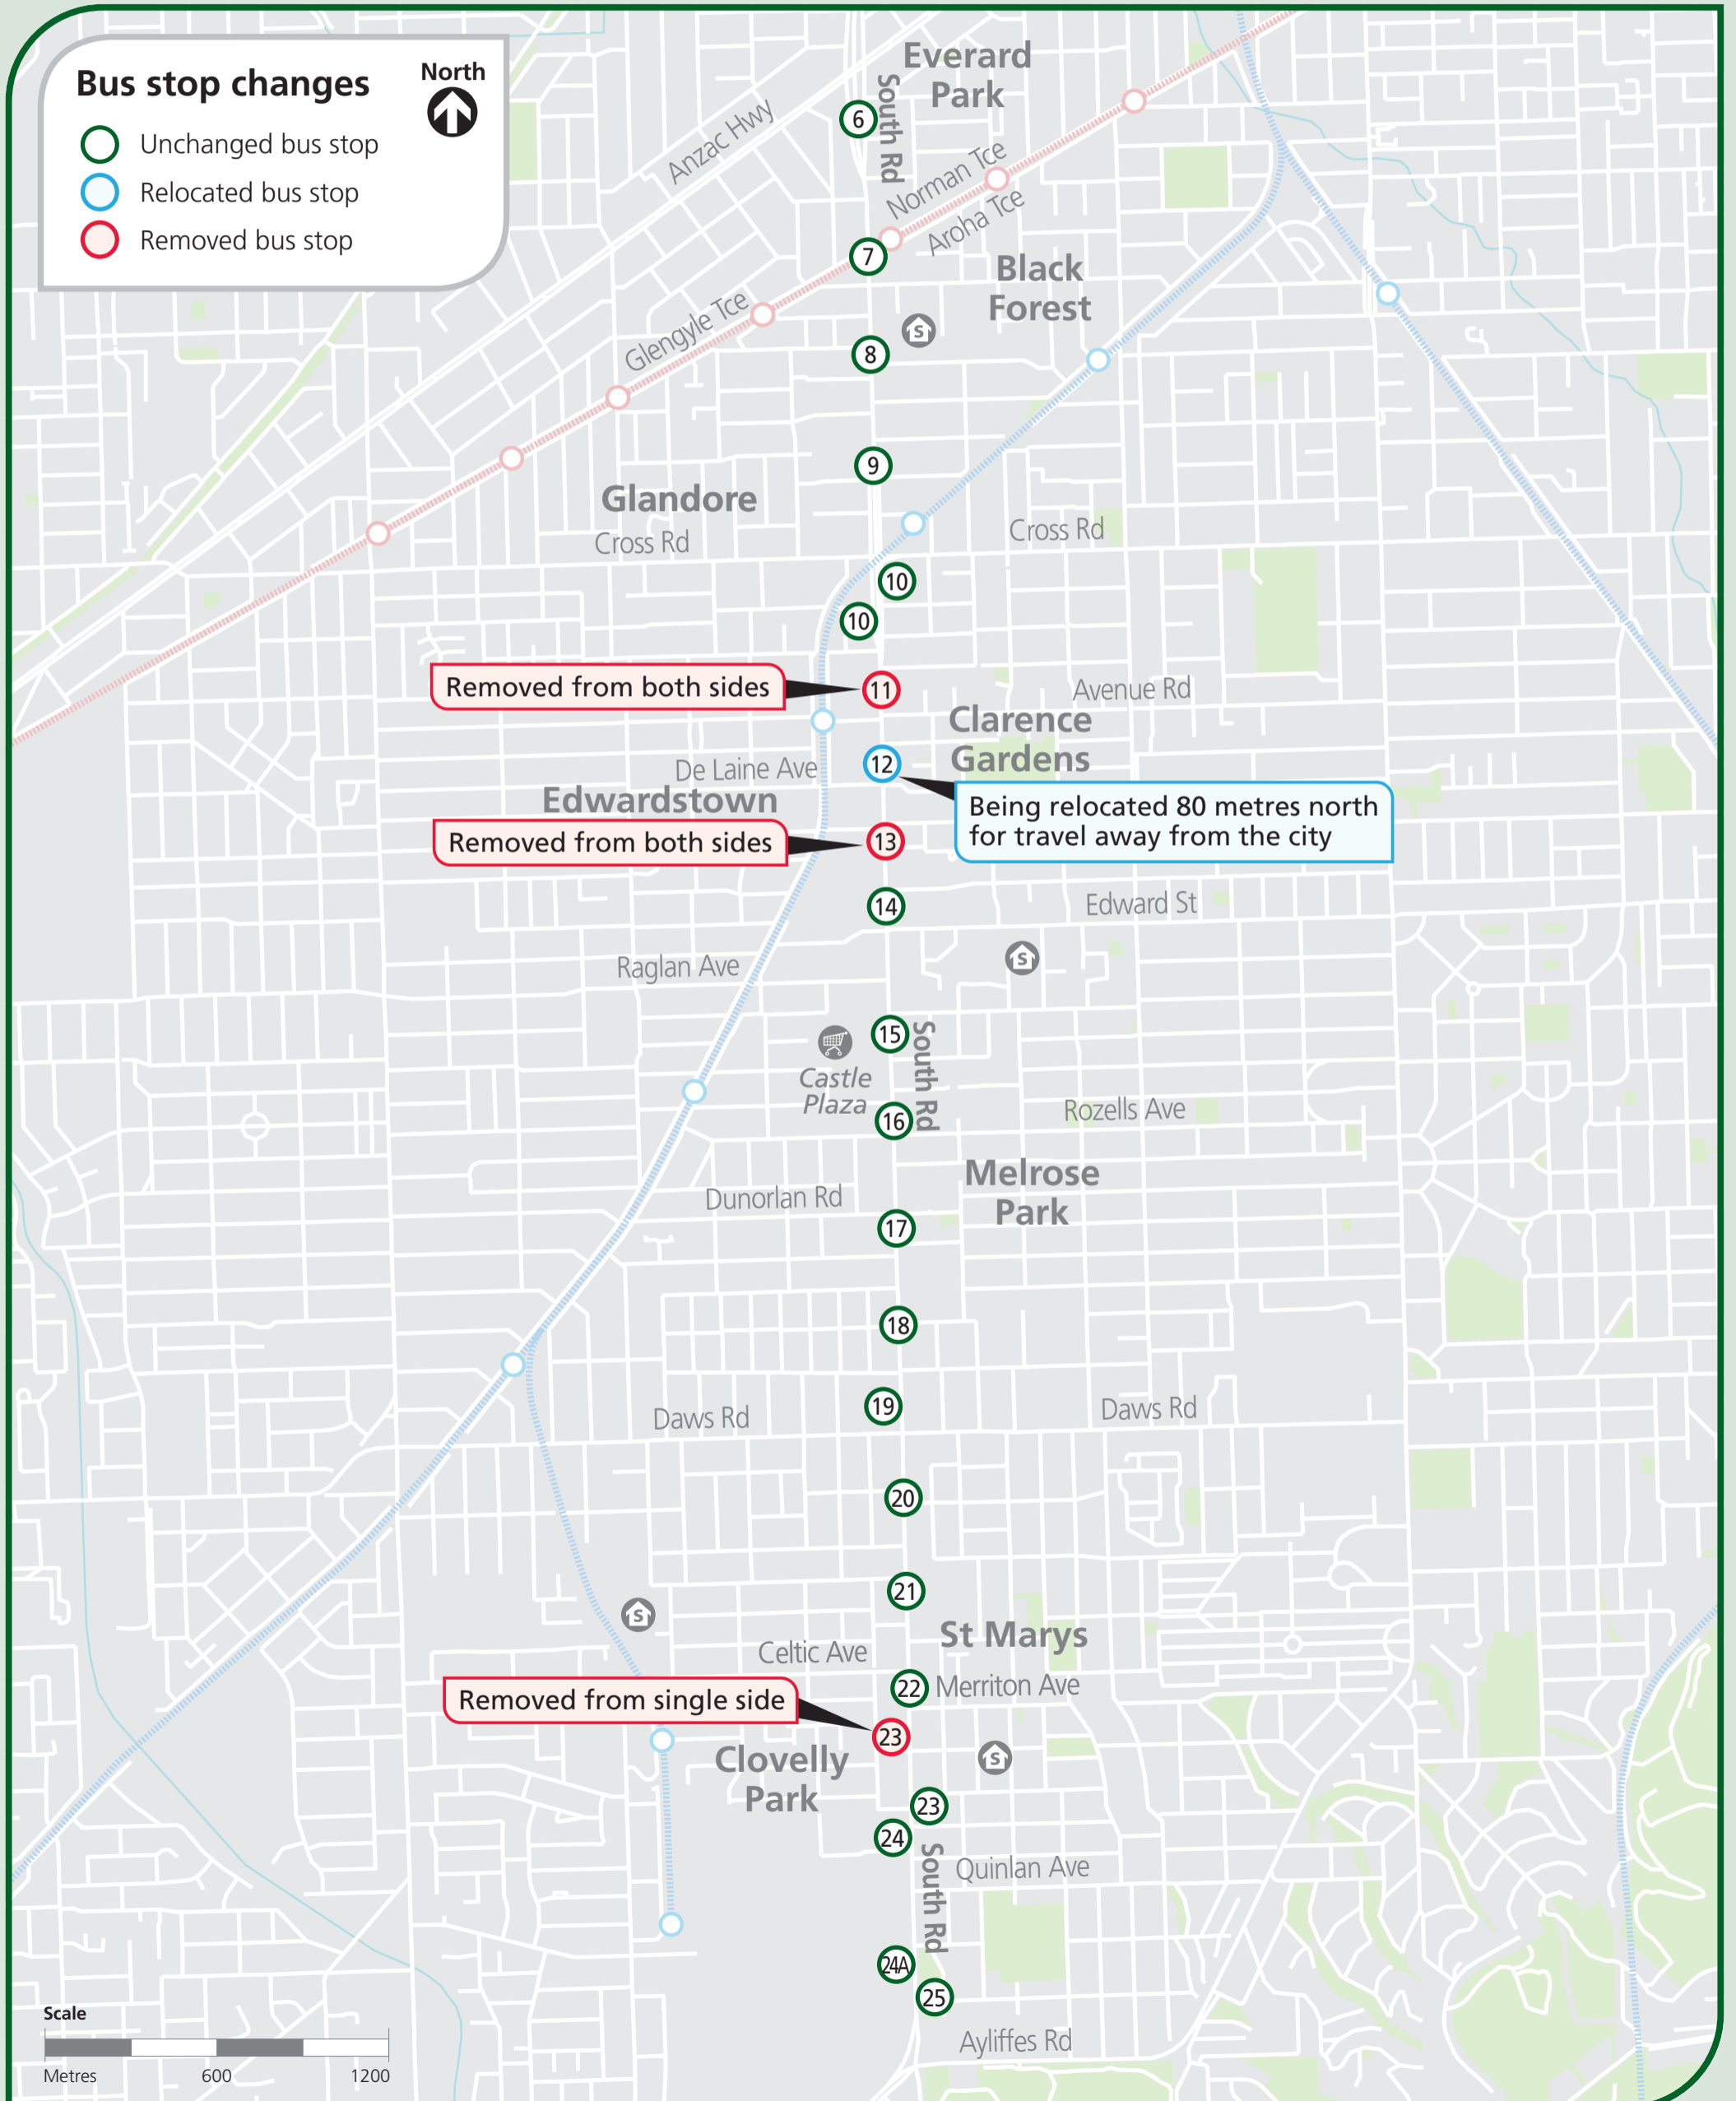 Bus stop changes
North
Unchanged bus stop
Relocated bus stop
Removed bus stop
Everard
Park
South Rd
6
Anzac Hwy
Norman Tce
Aroha Tce
7
Black
Forest
Glengyle Tce
S
8
9
Glandore
Cross Rd
Cross Rd
10
10
Removed from both sides
11
Avenue Rd
Clarence
Gardens
De Laine Ave
12
Edwardstown
Being relocated 80 metres north
for travel away from the city
Removed from both sides
13
14
Edward St
Raglan Ave
S
15
South Rd
Castle
Plaza
16
Rozells Ave
Melrose
Park
Dunorlan Rd
17
18
19
Daws Rd
Daws Rd
20
21
S
St Marys
Celtic Ave
22
Merriton Ave
Removed from single side
23
S
Clovelly
Park
23
24
South Rd
Quinlan Ave
24A
25
Ayliffes Rd
Scale
Metres
600
1200